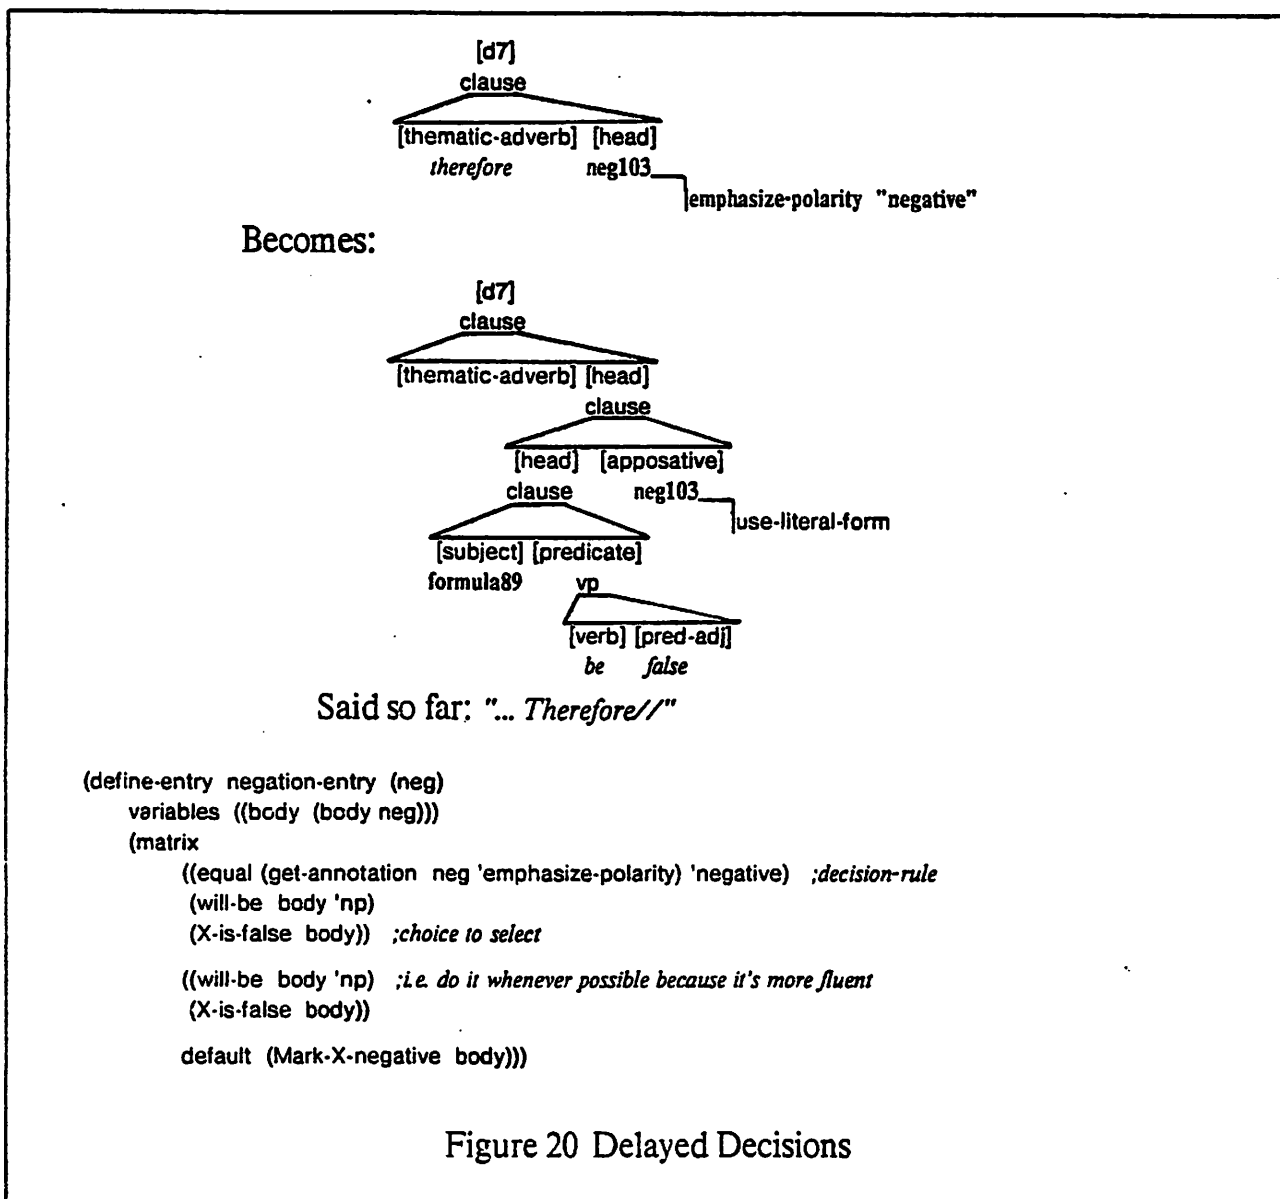 [d7]
clause
[thematic-adverb] [head]
therefore neg103
emphasize-polarity "negative"
Becomes:
[d7]
clause
[thematic-adverb] [head]
clause
[head] [apposative]
clause neg103
use-literal-form
[subject] [predicate]
formula89 vp
[verb] [pred-adj]
be false
Said so far: "... Therefore//"
(define-entry negation-entry (neg)
variables ((body (body neg)))
(matrix
((equal (get-annotation neg 'emphasize-polarity) 'negative) ;decision-rule
(will-be body 'np)
(X-is-false body)) ;choice to select
((will-be body 'np) ;i.e. do it whenever possible because it's more fluent
(X-is-false body))
default (Mark-X-negative body)))
Figure 20 Delayed Decisions